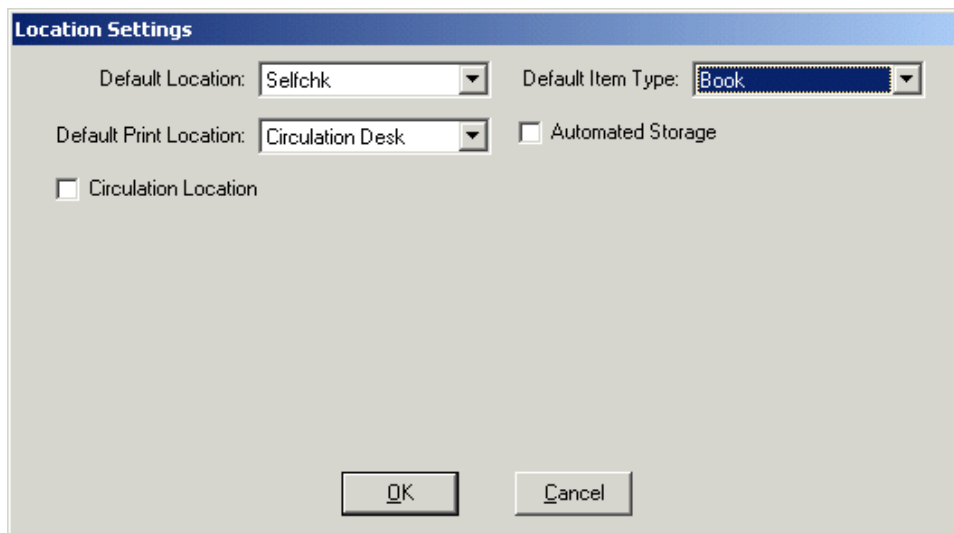 Location Settings
Default Location: Selfchk Default Item Type: Book
Default Print Location: Circulation Desk Automated Storage
Circulation Location
OK Cancel